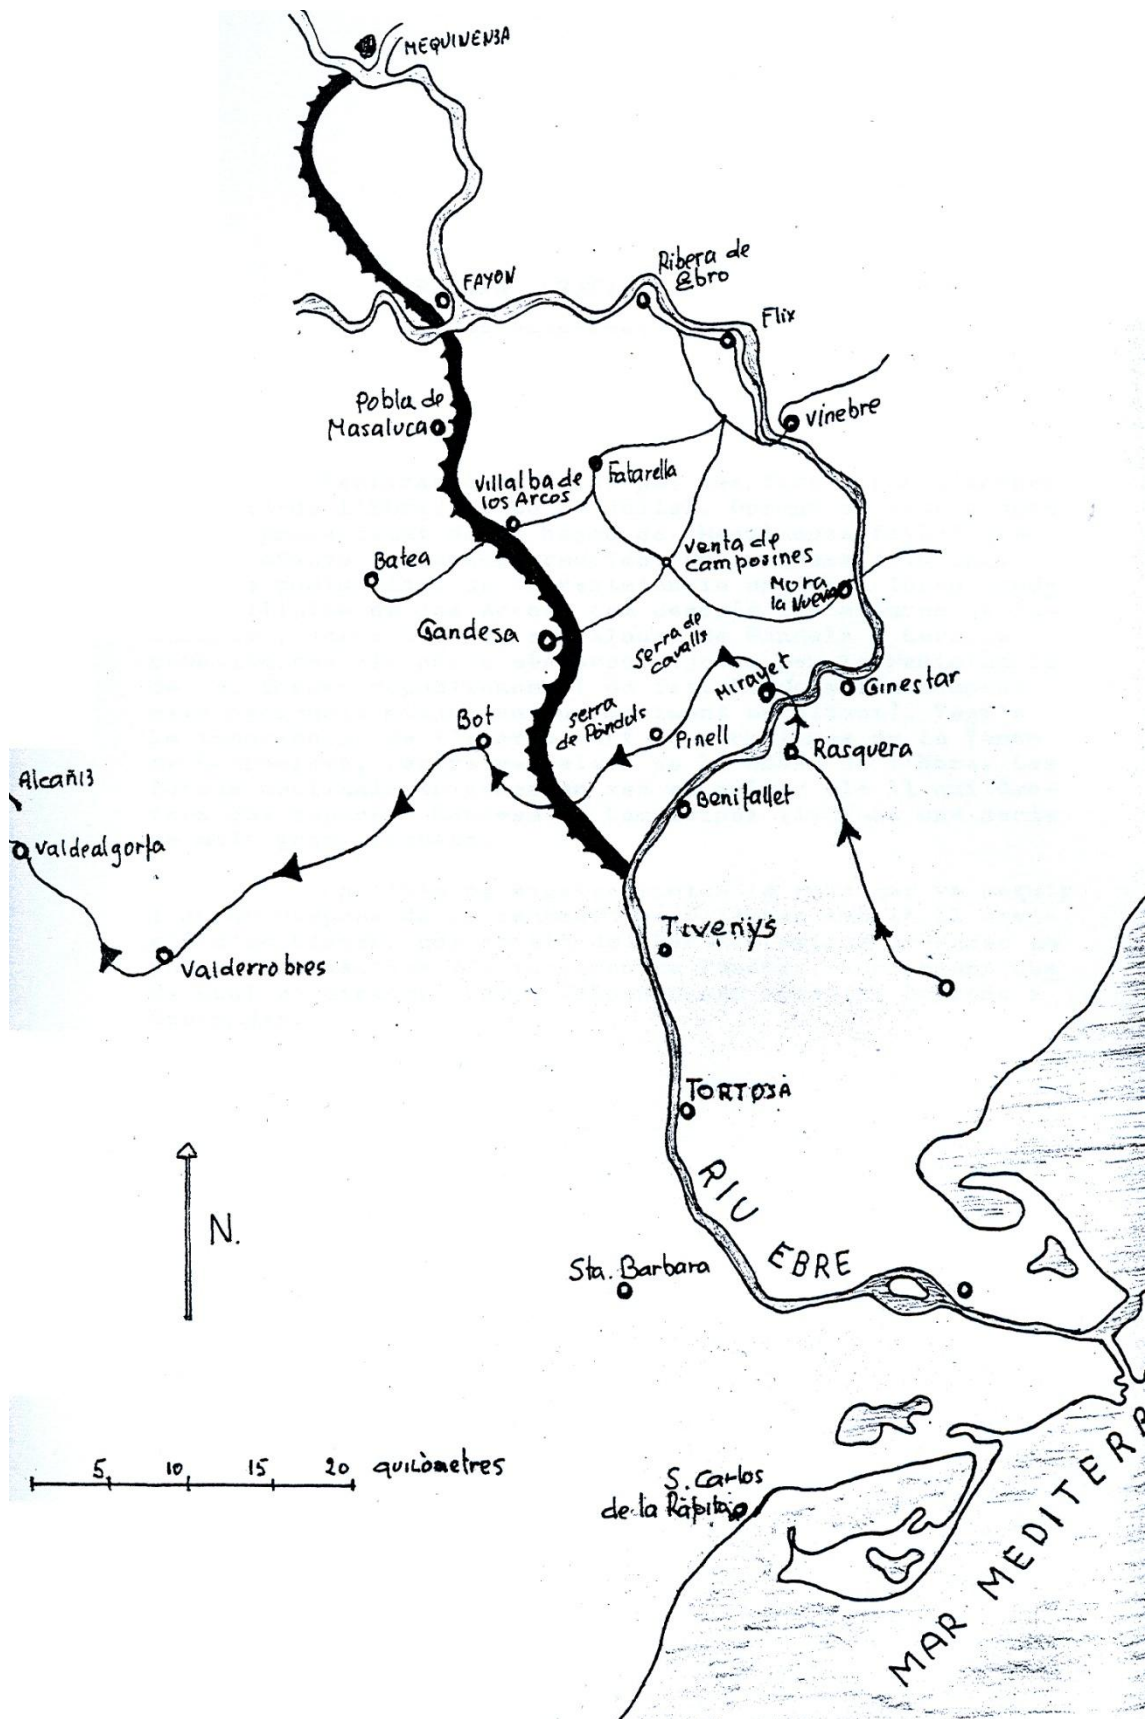 MEQUINENZA
FAYON
Ribera de
Ebro
Flix
Pobla de
Masaluca
Vinebre
Villalba de
los Arcos
Fatarella
Batea
Venta de
camposines
Mora
la Nueva
Gandesa
serra de
cavalls
Miravet
Ginestar
Bot
serra
de Pàndols
Pinell
Rasquera
Alcañiz
Benifallet
Valdealgorfa
Tivenys
Valderrobres
TORTOSA
RIU EBRE
N.
Sta. Barbara
5 10 15 20 quilòmetres
S. Carlos
de la Ràpita
MAR MEDITERR